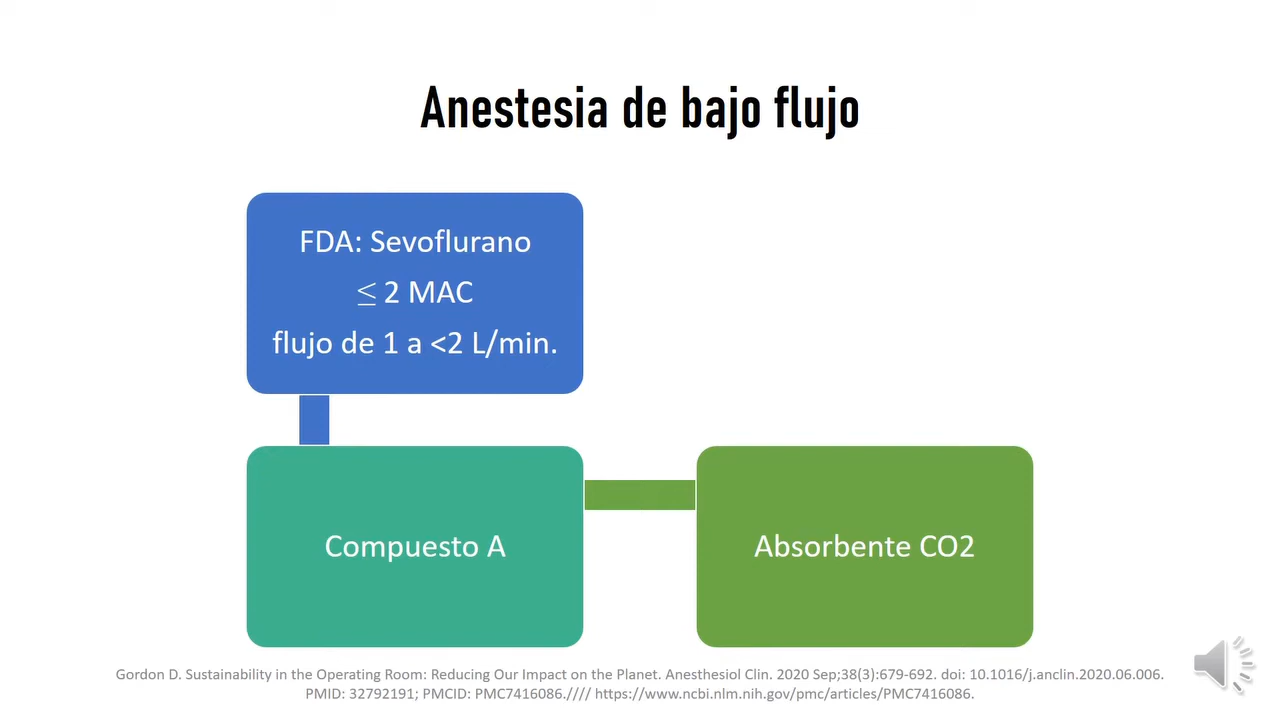 Anestesia de bajo flujo
FDA: Sevoflurano
≤ 2 MAC
flujo de 1 a <2 L/min.
Compuesto A
Absorbente CO2
Gordon D. Sustainability in the Operating Room: Reducing Our Impact on the Planet. Anesthesiol Clin. 2020 Sep;38(3):679-692. doi: 10.1016/j.anclin.2020.06.006.
PMID: 32792191; PMCID: PMC7416086.//// https://www.ncbi.nlm.nih.gov/pmc/articles/PMC7416086.